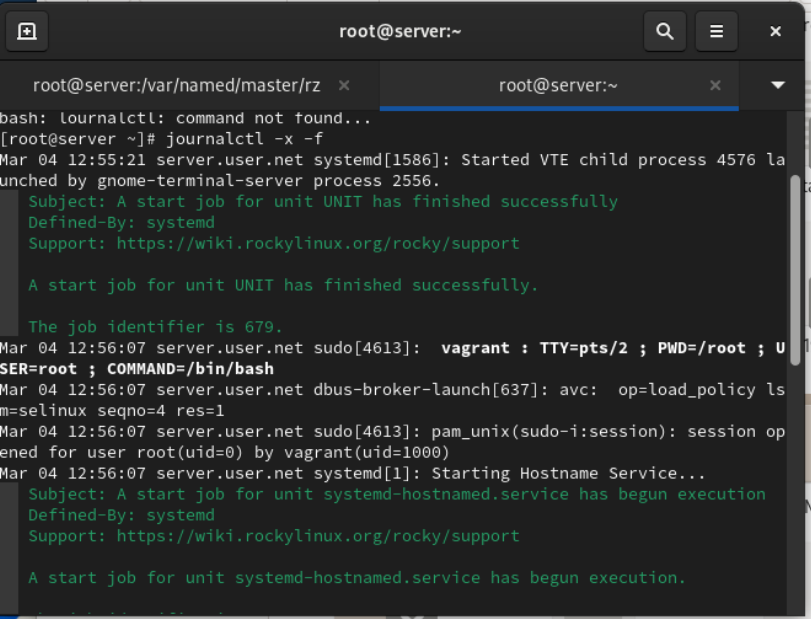 root@server:~
root@server:/var/named/master/rz
root@server:~
bash: lournalctl: command not found...
[root@server ~]# journalctl -x -f
Mar 04 12:55:21 server.user.net systemd[1586]: Started VTE child process 4576 la
unched by gnome-terminal-server process 2556.
Subject: A start job for unit UNIT has finished successfully
Defined-By: systemd
Support: https://wiki.rockylinux.org/rocky/support
A start job for unit UNIT has finished successfully.
The job identifier is 679.
Mar 04 12:56:07 server.user.net sudo[4613]:  vagrant : TTY=pts/2 ; PWD=/root ; U
SER=root ; COMMAND=/bin/bash
Mar 04 12:56:07 server.user.net dbus-broker-launch[637]: avc:  op=load_policy ls
m=selinux seqno=4 res=1
Mar 04 12:56:07 server.user.net sudo[4613]: pam_unix(sudo-i:session): session op
ened for user root(uid=0) by vagrant(uid=1000)
Mar 04 12:56:07 server.user.net systemd[1]: Starting Hostname Service...
Subject: A start job for unit systemd-hostnamed.service has begun execution
Defined-By: systemd
Support: https://wiki.rockylinux.org/rocky/support
A start job for unit systemd-hostnamed.service has begun execution.